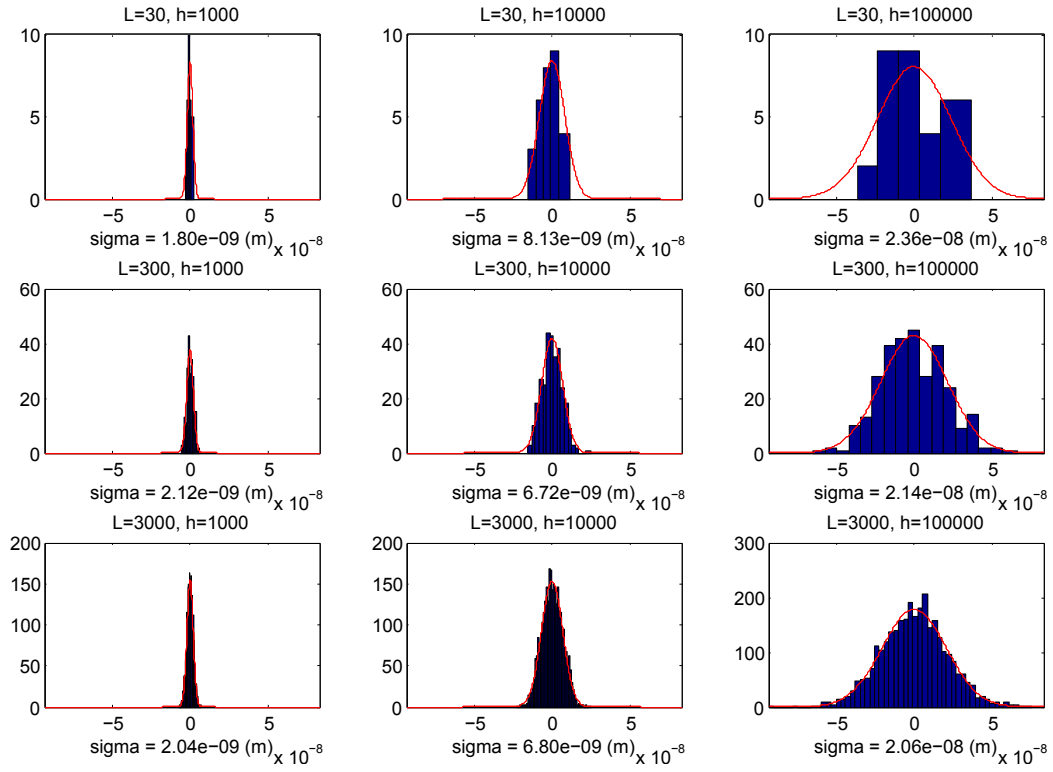 L=30, h=1000
L=30, h=10000
L=30, h=100000
10
5
0
−5 0 5
sigma = 1.80e−09 (m) x 10⁻⁸
10
5
0
−5 0 5
sigma = 8.13e−09 (m) x 10⁻⁸
10
5
0
−5 0 5
sigma = 2.36e−08 (m) x 10⁻⁸
L=300, h=1000
L=300, h=10000
L=300, h=100000
60
40
20
0
−5 0 5
sigma = 2.12e−09 (m) x 10⁻⁸
60
40
20
0
−5 0 5
sigma = 6.72e−09 (m) x 10⁻⁸
60
40
20
0
−5 0 5
sigma = 2.14e−08 (m) x 10⁻⁸
L=3000, h=1000
L=3000, h=10000
L=3000, h=100000
200
150
100
50
0
−5 0 5
sigma = 2.04e−09 (m) x 10⁻⁸
200
150
100
50
0
−5 0 5
sigma = 6.80e−09 (m) x 10⁻⁸
300
200
100
0
−5 0 5
sigma = 2.06e−08 (m) x 10⁻⁸